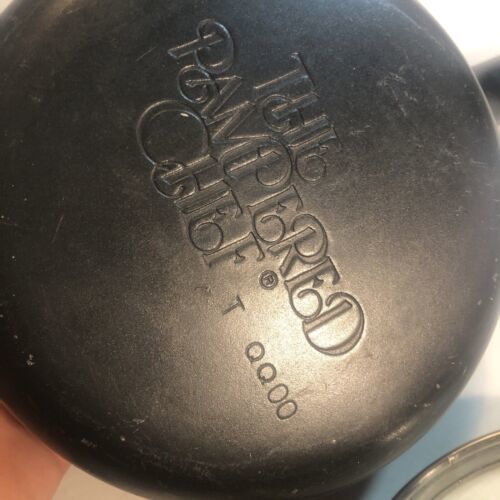 THE
PAMPERED
CHEF®
T
QQ00